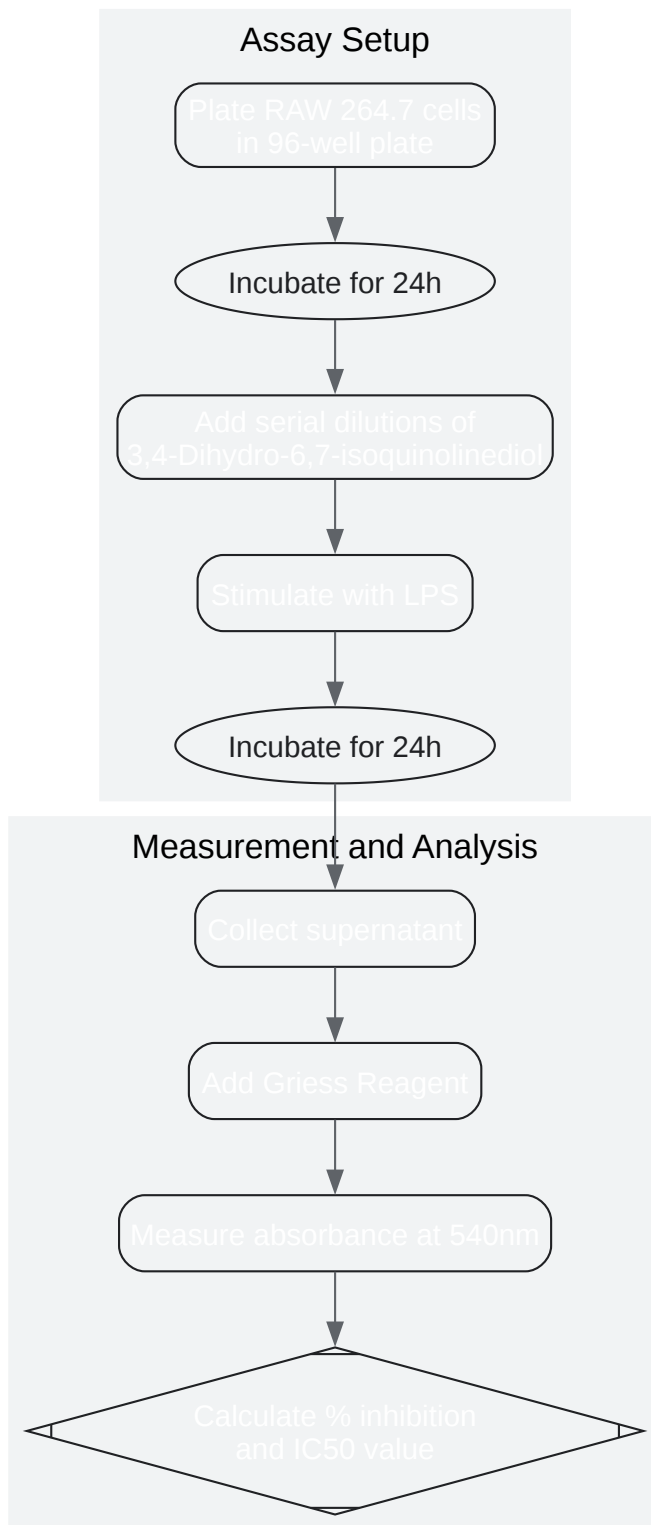 Assay Setup
Plate RAW 264.7 cells
in 96-well plate
Incubate for 24h
Add serial dilutions of
3,4-Dihydro-6,7-isoquinolinediol
Stimulate with LPS
Incubate for 24h
Measurement and Analysis
Collect supernatant
Add Griess Reagent
Measure absorbance at 540nm
Calculate % inhibition
and IC50 value